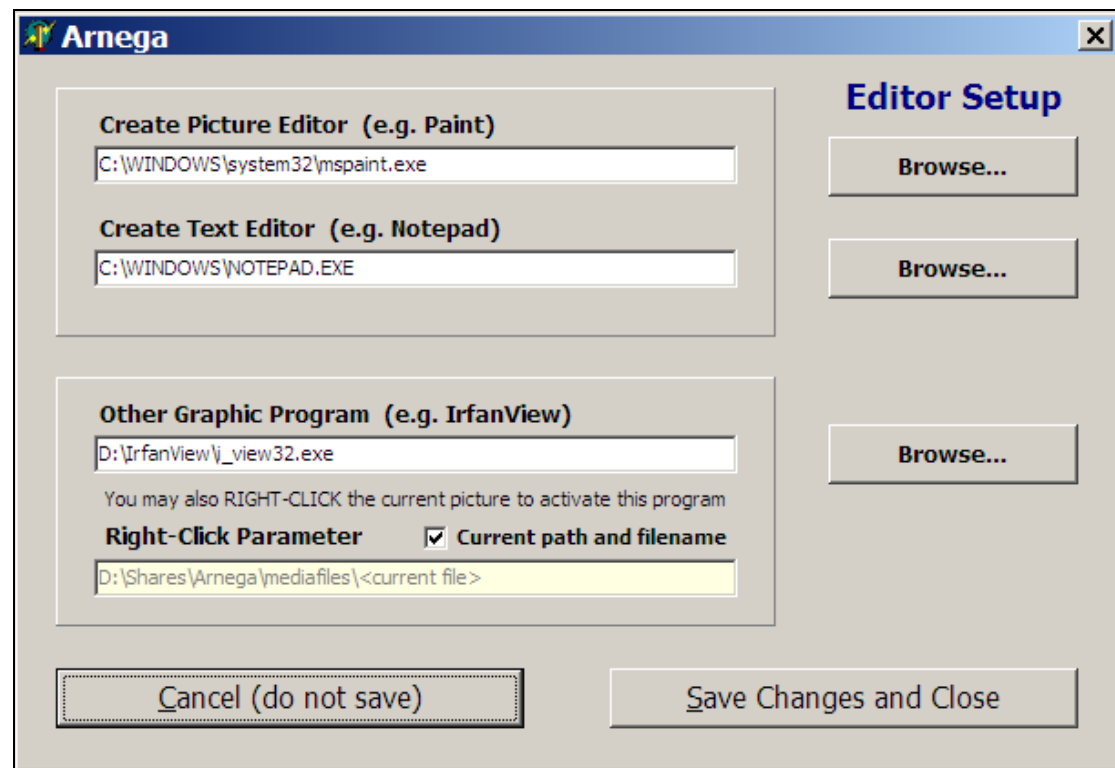 Arnega
Editor Setup
Create Picture Editor (e.g. Paint)
C:\WINDOWS\system32\mspaint.exe
Browse...
Create Text Editor (e.g. Notepad)
C:\WINDOWS\NOTEPAD.EXE
Browse...
Other Graphic Program (e.g. IrfanView)
D:\IrfanView\i_view32.exe
Browse...
You may also RIGHT-CLICK the current picture to activate this program
Right-Click Parameter Current path and filename
D:\Shares\Arnega\mediafiles\<current file>
Cancel (do not save) Save Changes and Close